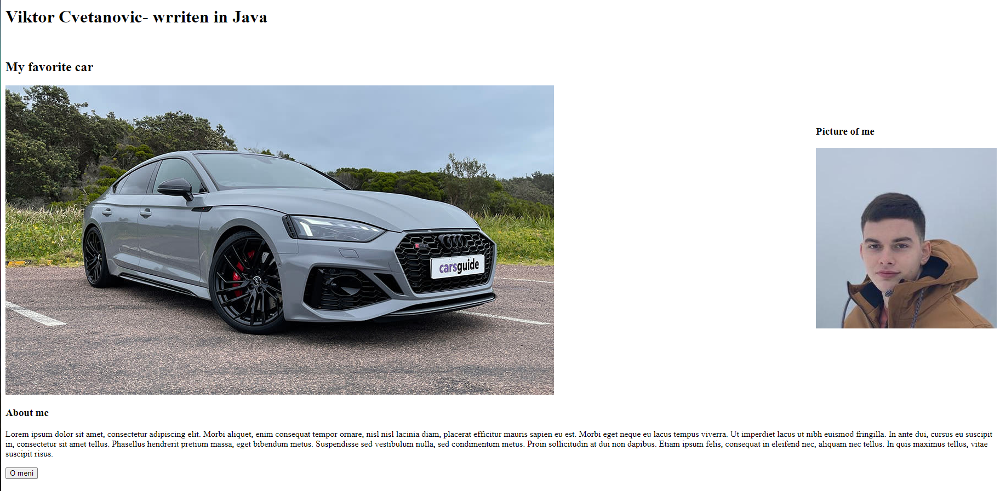 Viktor Cvetanovic- wrriten in Java
My favorite car
carsguide
Picture of me
About me
Lorem ipsum dolor sit amet, consectetur adipiscing elit. Morbi aliquet, enim consequat tempor ornare, nisl nisl lacinia diam, placerat efficitur mauris sapien eu est. Morbi eget neque eu lacus tempus viverra. Ut imperdiet lacus ut nibh euismod fringilla. In ante dui, cursus eu suscipit
in, consectetur sit amet tellus. Phasellus hendrerit pretium massa, eget bibendum metus. Suspendisse sed vestibulum nulla, sed condimentum metus. Proin sollicitudin at dui non dapibus. Etiam ipsum felis, consequat in eleifend nec, aliquam nec tellus. In quis maximus tellus, vitae
suscipit risus.
O meni